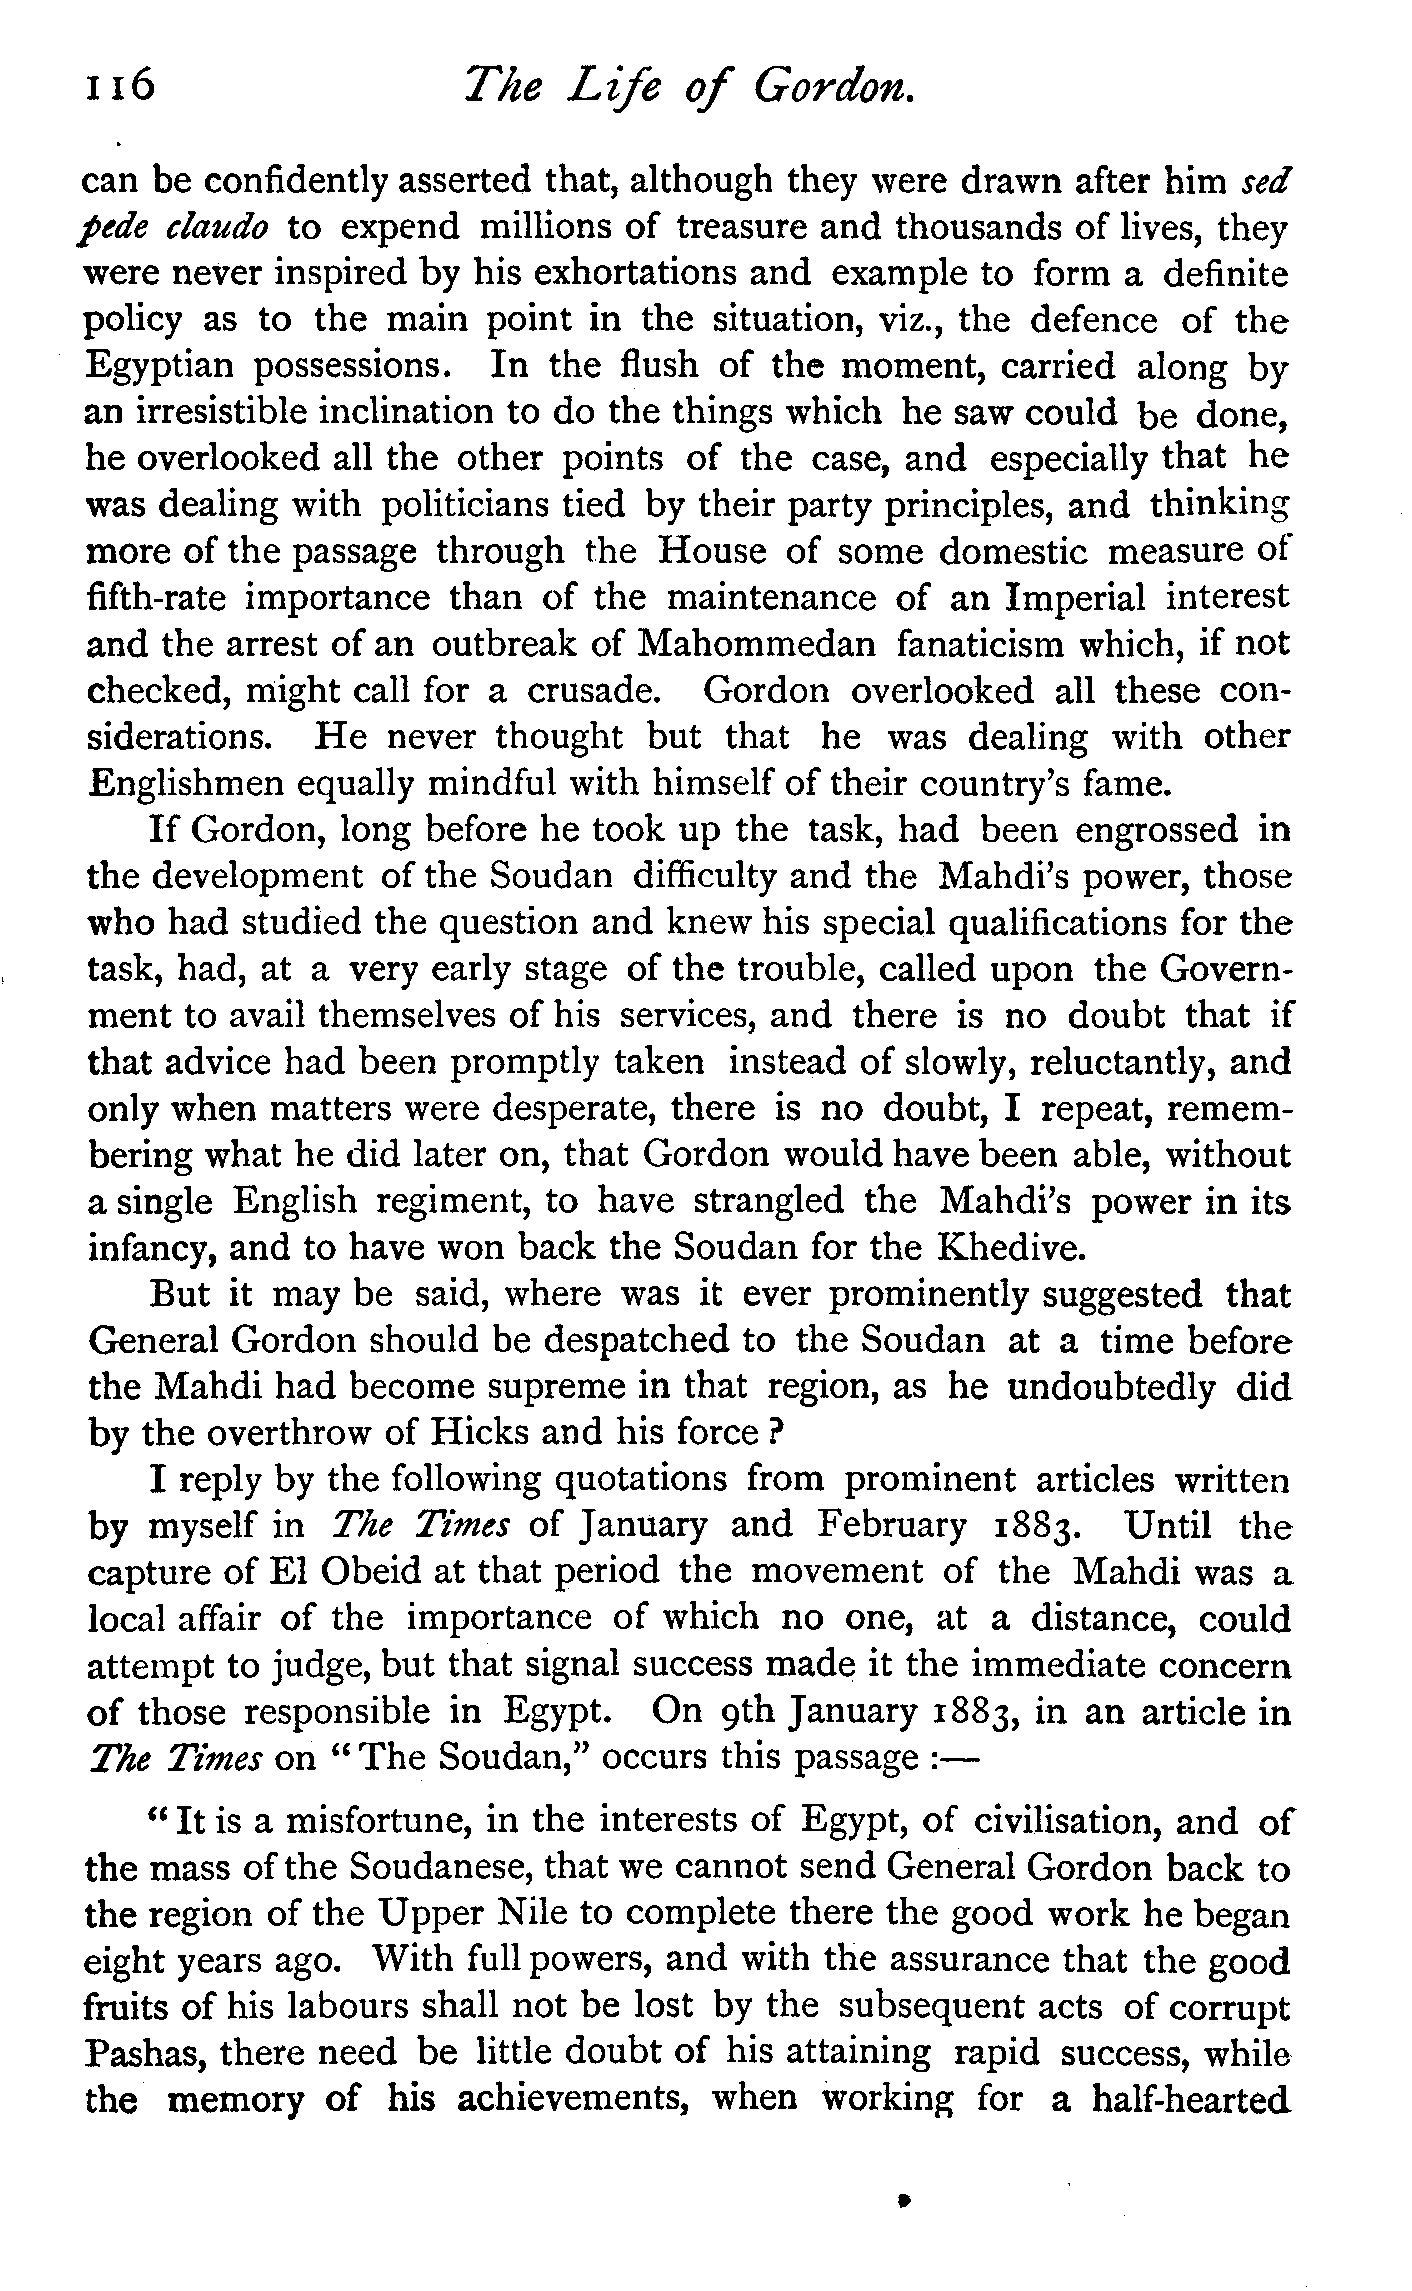 116 The Life of Gordon.
can be confidently asserted that, although they were drawn after him sed
pede claudo to expend millions of treasure and thousands of lives, they
were never inspired by his exhortations and example to form a definite
policy as to the main point in the situation, viz., the defence of the
Egyptian possessions. In the flush of the moment, carried along by
an irresistible inclination to do the things which he saw could be done,
he overlooked all the other points of the case, and especially that he
was dealing with politicians tied by their party principles, and thinking
more of the passage through the House of some domestic measure of
fifth-rate importance than of the maintenance of an Imperial interest
and the arrest of an outbreak of Mahommedan fanaticism which, if not
checked, might call for a crusade. Gordon overlooked all these con-
siderations. He never thought but that he was dealing with other
Englishmen equally mindful with himself of their country's fame.
If Gordon, long before he took up the task, had been engrossed in
the development of the Soudan difficulty and the Mahdi's power, those
who had studied the question and knew his special qualifications for the
task, had, at a very early stage of the trouble, called upon the Govern-
ment to avail themselves of his services, and there is no doubt that if
that advice had been promptly taken instead of slowly, reluctantly, and
only when matters were desperate, there is no doubt, I repeat, remem-
bering what he did later on, that Gordon would have been able, without
a single English regiment, to have strangled the Mahdi's power in its
infancy, and to have won back the Soudan for the Khedive.
But it may be said, where was it ever prominently suggested that
General Gordon should be despatched to the Soudan at a time before
the Mahdi had become supreme in that region, as he undoubtedly did
by the overthrow of Hicks and his force ?
I reply by the following quotations from prominent articles written
by myself in The Times of January and February 1883. Until the
capture of El Obeid at that period the movement of the Mahdi was a
local affair of the importance of which no one, at a distance, could
attempt to judge, but that signal success made it the immediate concern
of those responsible in Egypt. On 9th January 1883, in an article in
The Times on "The Soudan," occurs this passage :—
"It is a misfortune, in the interests of Egypt, of civilisation, and of
the mass of the Soudanese, that we cannot send General Gordon back to
the region of the Upper Nile to complete there the good work he began
eight years ago. With full powers, and with the assurance that the good
fruits of his labours shall not be lost by the subsequent acts of corrupt
Pashas, there need be little doubt of his attaining rapid success, while
the memory of his achievements, when working for a half-hearted